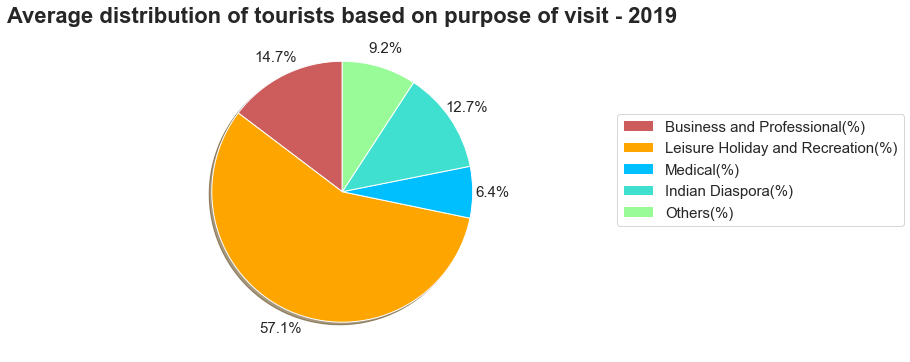 Average distribution of tourists based on purpose of visit - 2019
14.7%
9.2%
12.7%
6.4%
57.1%
Business and Professional(%)
Leisure Holiday and Recreation(%)
Medical(%)
Indian Diaspora(%)
Others(%)